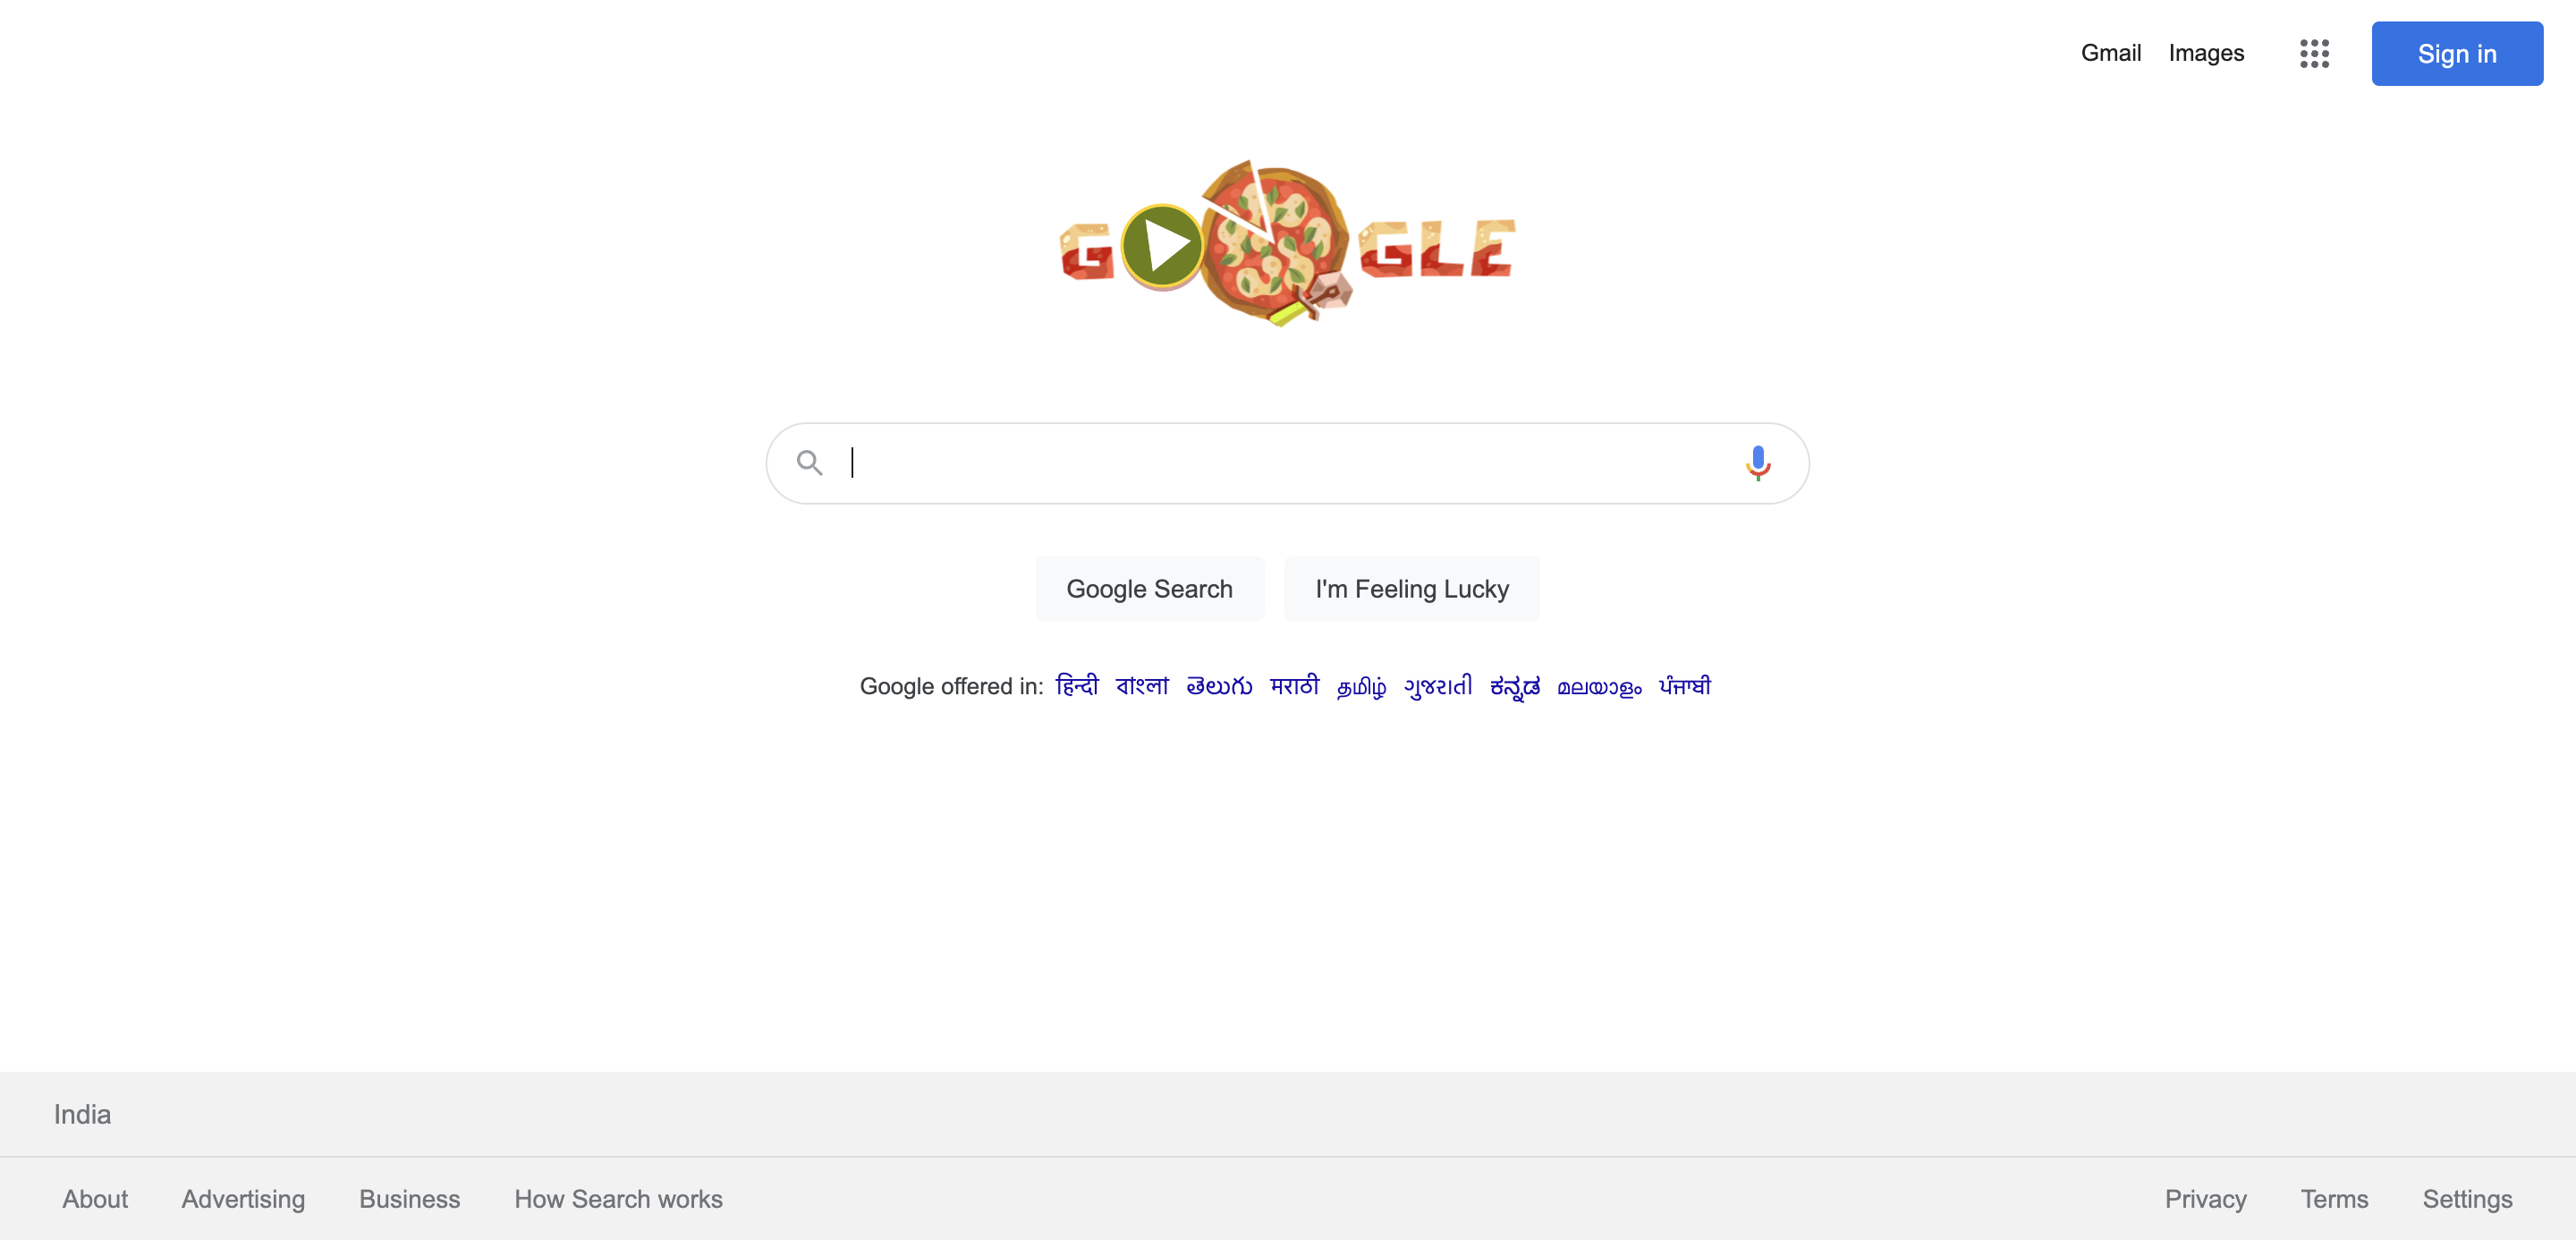 Gmail Images Sign in
G GLE
Google Search I'm Feeling Lucky
Google offered in: हिन्दी বাংলা తెలుగు मराठी தமிழ் ગુજરાતી ಕನ್ನಡ മലയാളം ਪੰਜਾਬੀ
India
About Advertising Business How Search works Privacy Terms Settings